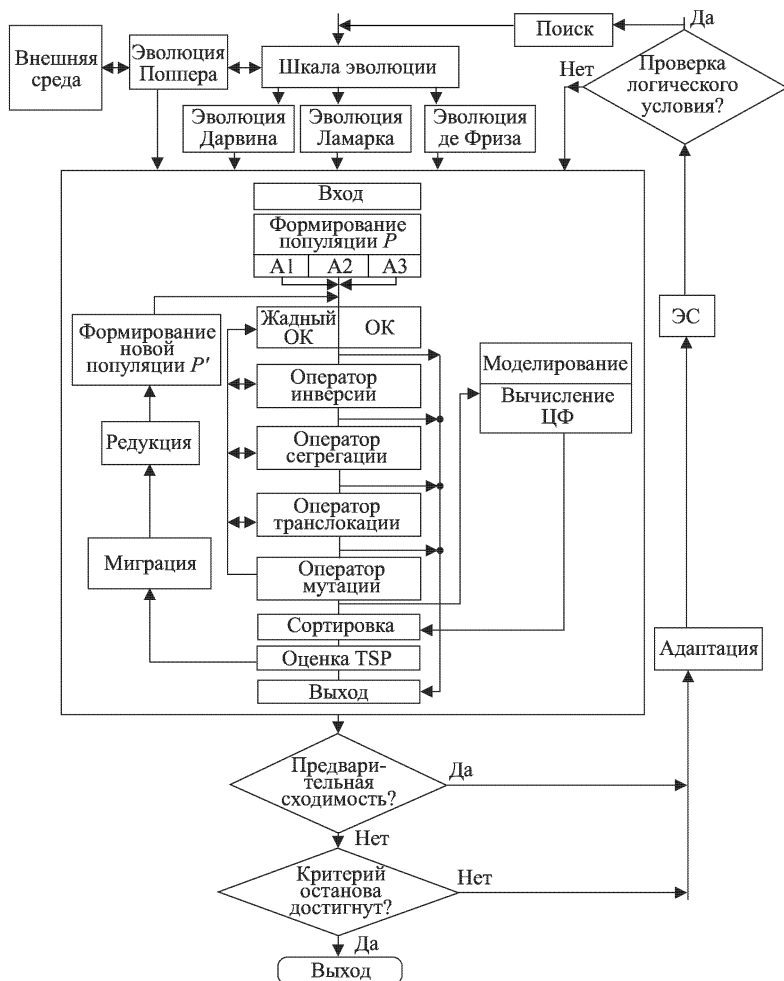 Да
Поиск
Внешняя
среда
Эволюция
Поппера
Шкала эволюции
Нет
Проверка
логического
условия?
Эволюция
Дарвина
Эволюция
Ламарка
Эволюция
де Фриза
Вход
Формирование
популяции P
А1
А2
А3
Жадный
ОК
ОК
Формирование
новой
популяции P′
ЭС
Моделирование
Вычисление
ЦФ
Оператор
инверсии
Редукция
Оператор
сегрегации
Оператор
транслокации
Миграция
Оператор
мутации
Сортировка
Адаптация
Оценка TSP
Выход
Предвари-
тельная
сходимость?
Да
Нет
Критерий
останова
достигнут?
Нет
Да
Выход